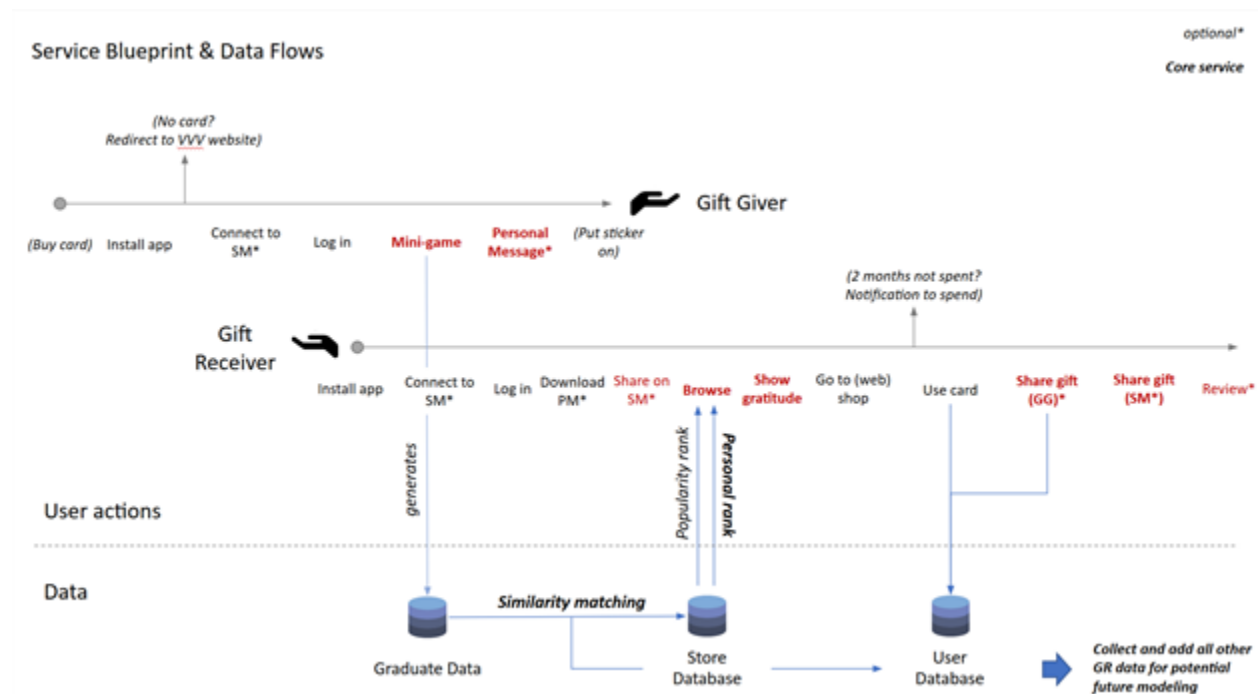 Service Blueprint & Data Flows
optional*
Core service
(No card?
Redirect to VVV website)
Gift Giver
(Buy card)
Install app
Connect to
SM*
Log in
Mini-game
Personal
Message*
(Put sticker
on)
(2 months not spent?
Notification to spend)
Gift
Receiver
Install app
Connect to
SM*
Log in
Download
PM*
Share on
SM*
Browse
Show
gratitude
Go to (web)
shop
Use card
Share gift
(GG)*
Share gift
(SM*)
Review*
generates
Popularity rank
Personal rank
User actions
Data
Similarity matching
Graduate Data
Store
Database
User
Database
Collect and add all other
GR data for potential
future modeling